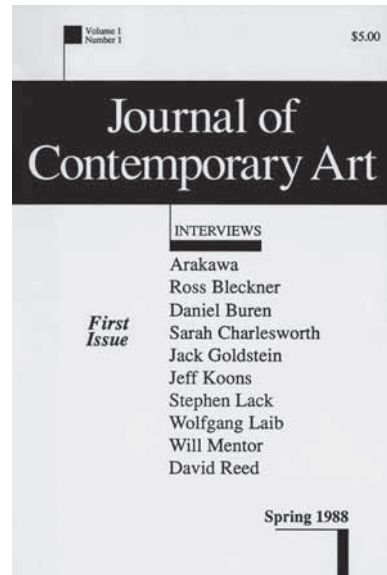 Volume 1
Number 1
$5.00
Journal of
Contemporary Art
INTERVIEWS
Arakawa
Ross Bleckner
Daniel Buren
Sarah Charlesworth
Jack Goldstein
Jeff Koons
Stephen Lack
Wolfgang Laib
Will Mentor
David Reed
First
Issue
Spring 1988